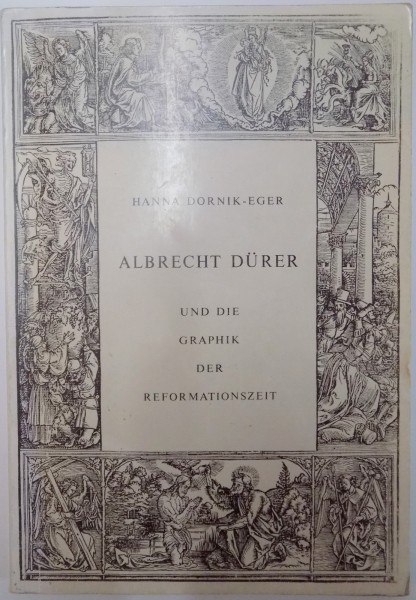 HANNA DORNIK-EGER
ALBRECHT DÜRER
UND DIE
GRAPHIK
DER
REFORMATIONSZEIT